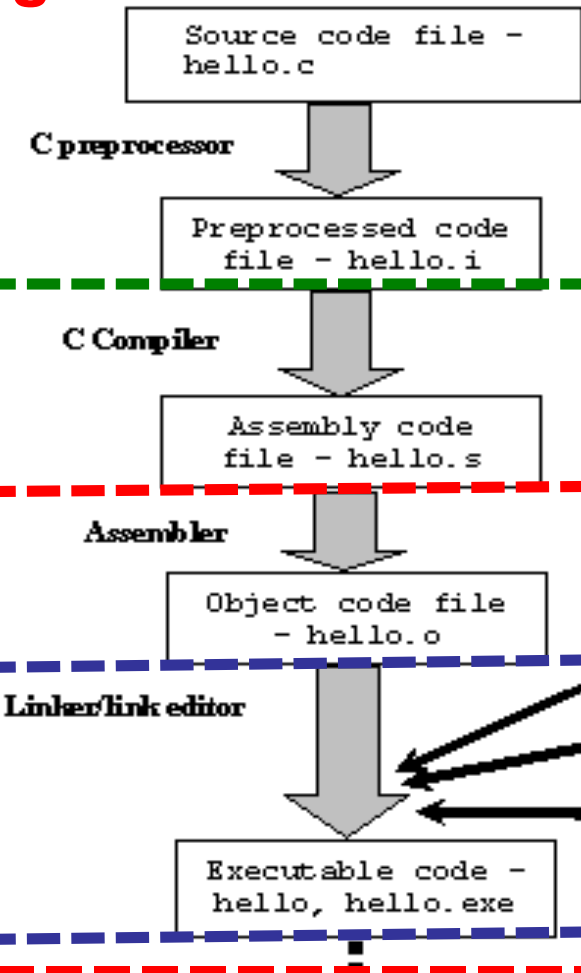 Source code file -
hello.c
C preprocessor
Preprocessed code
file - hello.i
C Compiler
Assembly code
file - hello.s
Assembler
Object code file
- hello.o
Linker/link editor
Executable code -
hello, hello.exe